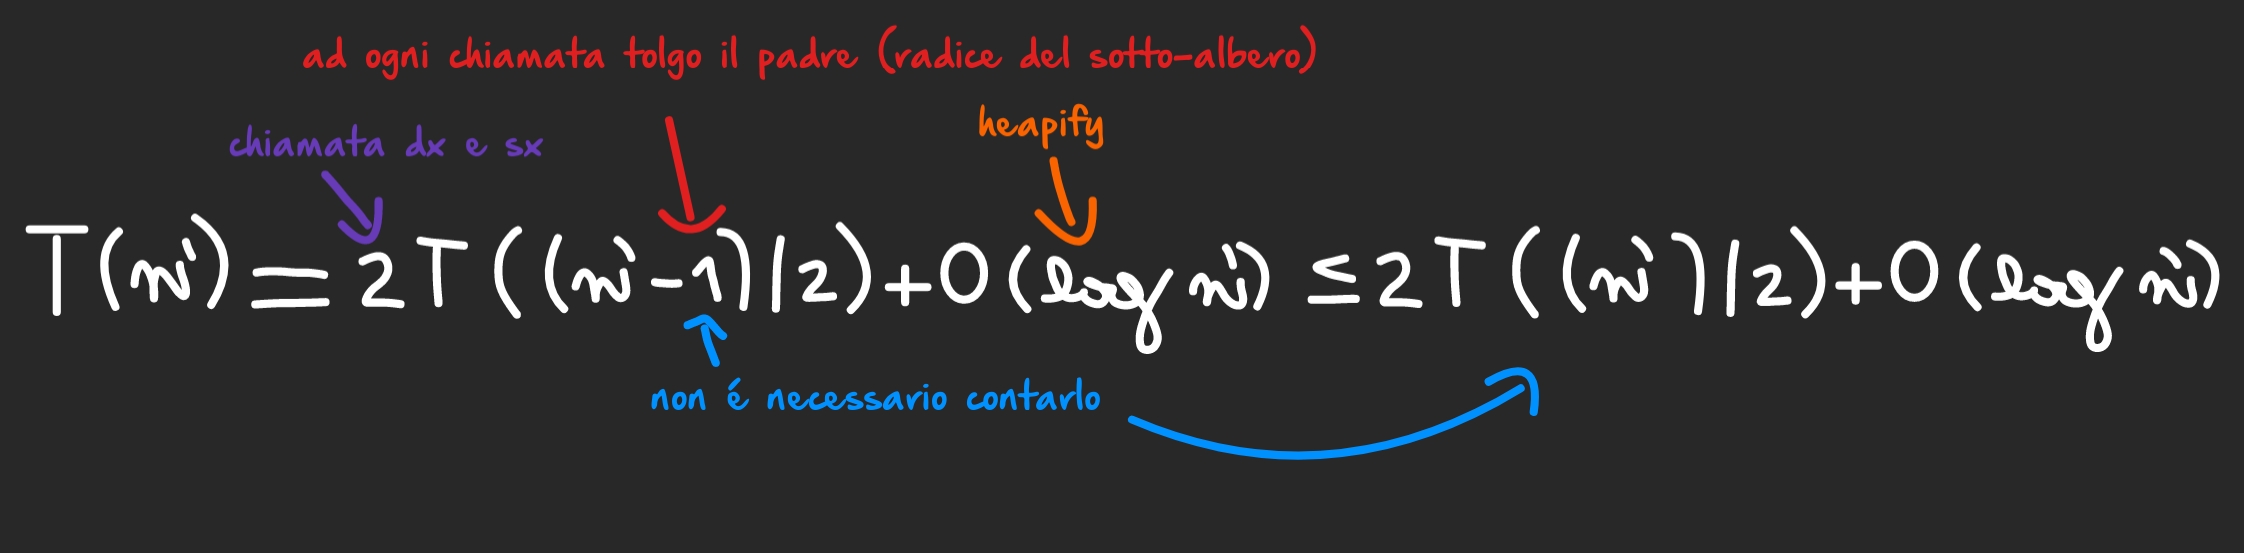 ad ogni chiamata tolgo il padre (radice del sotto-albero)
heapify
chiamata dx e sx
T(n') = 2T((n'-1)/2)+O(log n') ≤ 2T((n')/2)+O(log n')
non é necessario contarlo